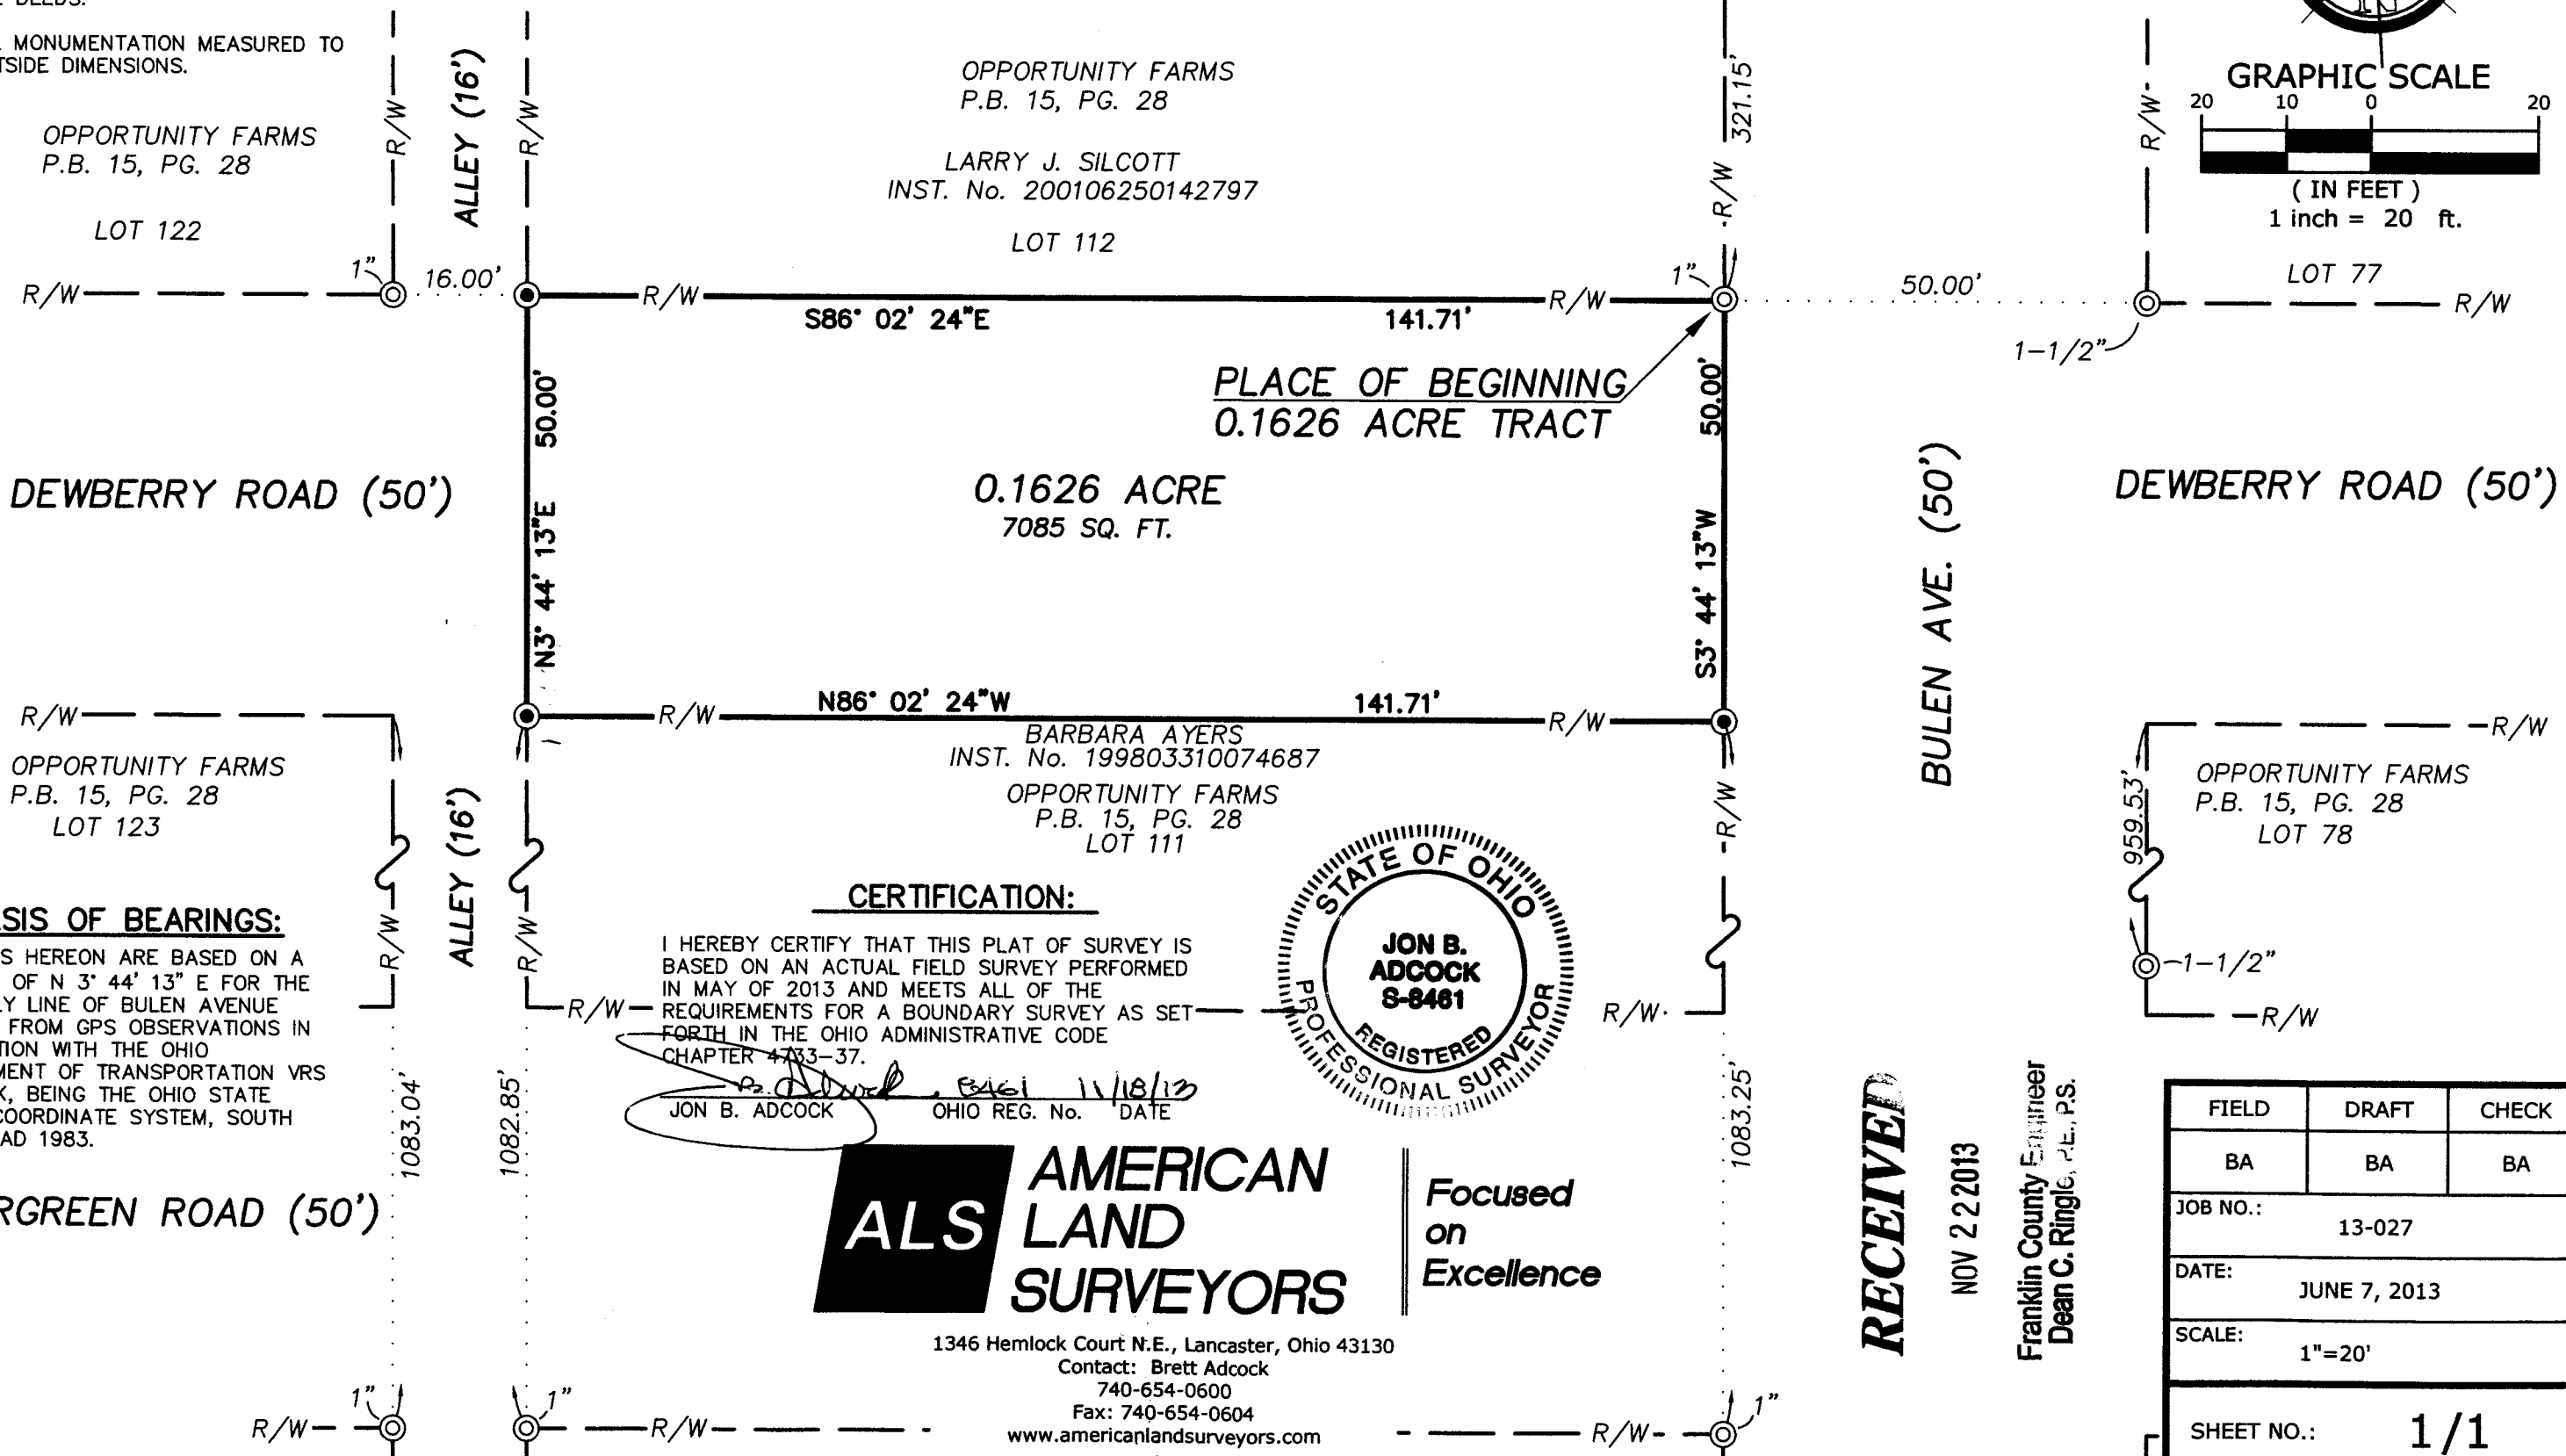 DEEDS.
MONUMENTATION MEASURED TO
TSIDE DIMENSIONS.
OPPORTUNITY FARMS
P.B. 15, PG. 28
LOT 122
R/W
R/W
ALLEY (16')
OPPORTUNITY FARMS
P.B. 15, PG. 28
LARRY J. SILCOTT
INST. No. 200106250142797
LOT 112
R/W 321.15'
R/W
N
GRAPHIC SCALE
20 10 0 20
( IN FEET )
1 inch = 20 ft.
LOT 77
R/W
1"
16.00'
R/W
R/W
1"
50.00'
R/W
1-1/2"
S86° 02' 24"E 141.71'
PLACE OF BEGINNING
0.1626 ACRE TRACT
N3° 44' 13"E 50.00'
S3° 44' 13"W 50.00'
DEWBERRY ROAD (50')
0.1626 ACRE
7085 SQ. FT.
BULEN AVE. (50')
DEWBERRY ROAD (50')
N86° 02' 24"W 141.71'
R/W
R/W
R/W
R/W
BARBARA AYERS
INST. No. 199803310074687
OPPORTUNITY FARMS
P.B. 15, PG. 28
LOT 111
OPPORTUNITY FARMS
P.B. 15, PG. 28
LOT 123
ALLEY (16')
R/W
R/W
R/W
959.53'
OPPORTUNITY FARMS
P.B. 15, PG. 28
LOT 78
1-1/2"
R/W
SIS OF BEARINGS:
S HEREON ARE BASED ON A
OF N 3° 44' 13" E FOR THE
LY LINE OF BULEN AVENUE
FROM GPS OBSERVATIONS IN
TION WITH THE OHIO
MENT OF TRANSPORTATION VRS
K, BEING THE OHIO STATE
COORDINATE SYSTEM, SOUTH
AD 1983.
RGREEN ROAD (50')
CERTIFICATION:
I HEREBY CERTIFY THAT THIS PLAT OF SURVEY IS
BASED ON AN ACTUAL FIELD SURVEY PERFORMED
IN MAY OF 2013 AND MEETS ALL OF THE
REQUIREMENTS FOR A BOUNDARY SURVEY AS SET
FORTH IN THE OHIO ADMINISTRATIVE CODE
CHAPTER 4733-37.
8461 11/18/13
JON B. ADCOCK OHIO REG. No. DATE
R/W
R/W
STATE OF OHIO
JON B.
ADCOCK
S-8461
REGISTERED
PROFESSIONAL SURVEYOR
1083.04'
1082.85'
1083.25'
ALS
AMERICAN
LAND
SURVEYORS
Focused
on
Excellence
1346 Hemlock Court N.E., Lancaster, Ohio 43130
Contact: Brett Adcock
740-654-0600
Fax: 740-654-0604
www.americanlandsurveyors.com
R/W
1"
1"
R/W
R/W
1"
RECEIVED
NOV 22 2013
Franklin County Engineer
Dean C. Ringle, P.E., P.S.
FIELD DRAFT CHECK
BA BA BA
JOB NO.:
13-027
DATE:
JUNE 7, 2013
SCALE:
1"=20'
SHEET NO.: 1/1